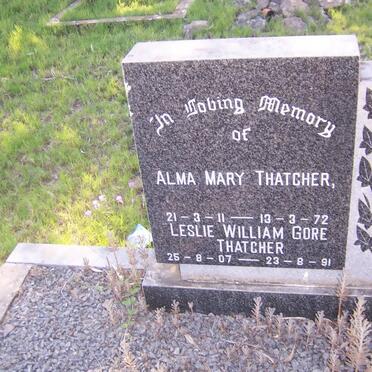 In Loving Memory
of
ALMA MARY THATCHER,
21-3-11 — 13-3-72
LESLIE WILLIAM GORE
THATCHER
25-8-07 — 23-8-91